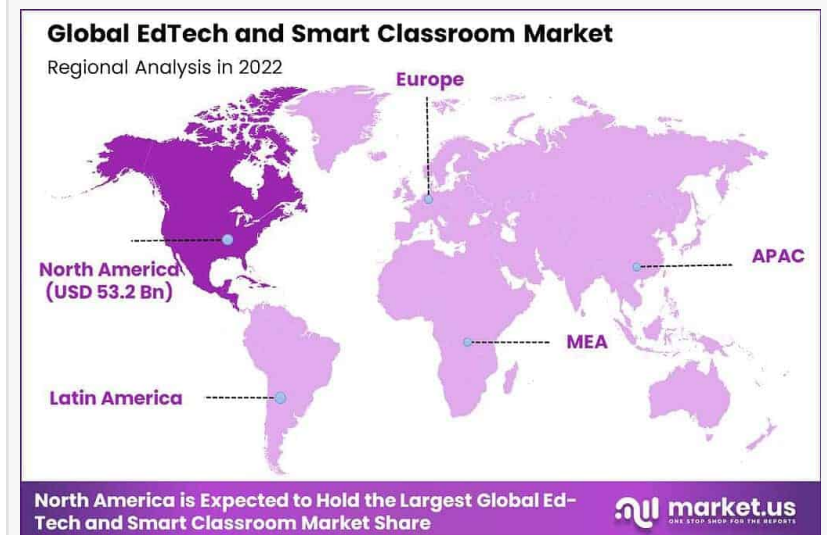 Global EdTech and Smart Classroom Market
Regional Analysis in 2022
Europe
North America
(USD 53.2 Bn)
APAC
MEA
Latin America
North America is Expected to Hold the Largest Global Ed-
Tech and Smart Classroom Market Share
market.us
ONE STOP SHOP FOR THE REPORTS